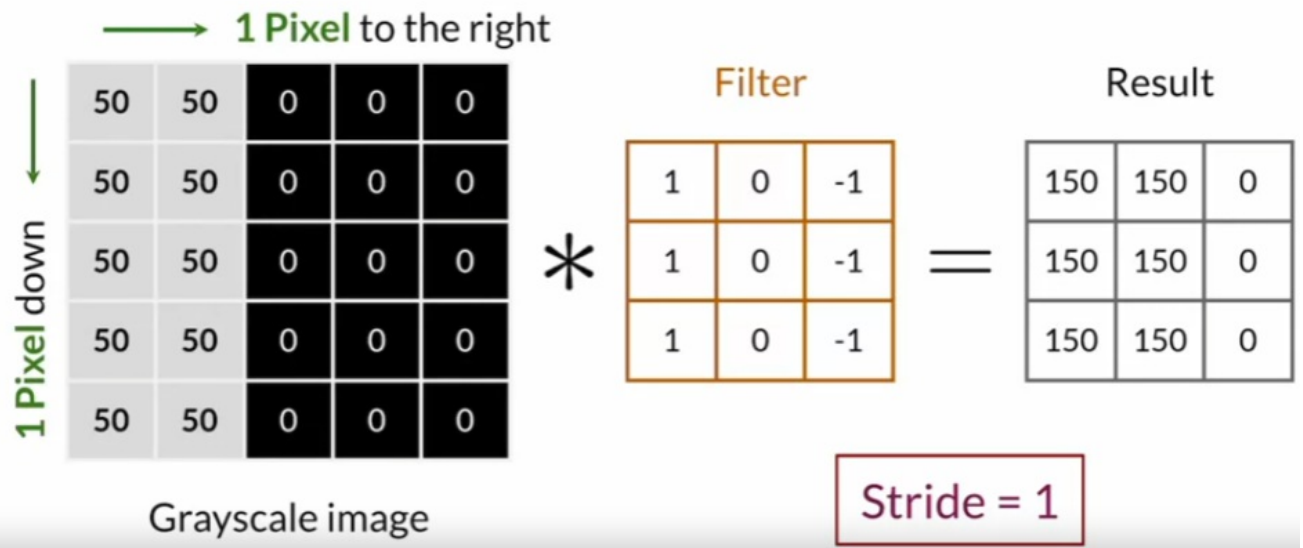 1 Pixel to the right
1 Pixel down
50 50 0 0 0
50 50 0 0 0
50 50 0 0 0
50 50 0 0 0
50 50 0 0 0
Grayscale image
*
Filter
1 0 -1
1 0 -1
1 0 -1
=
Result
150 150 0
150 150 0
150 150 0
Stride = 1